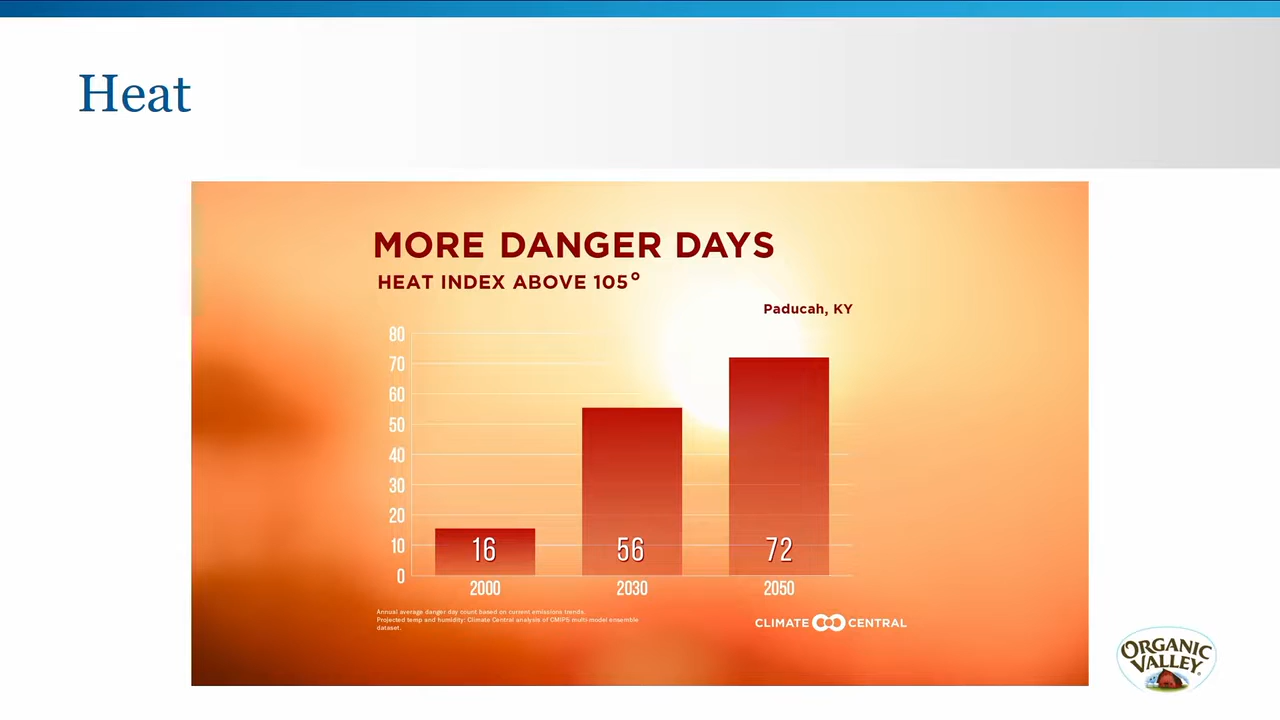 Heat
MORE DANGER DAYS
HEAT INDEX ABOVE 105°
Paducah, KY
80
70
60
50
40
30
20
10
0
16
56
72
2000
2030
2050
Annual average danger day count based on current emissions trends.
Projected temp and humidity: Climate Central analysis of CMIP5 multi-model ensemble
dataset.
CLIMATE CENTRAL
ORGANIC
VALLEY